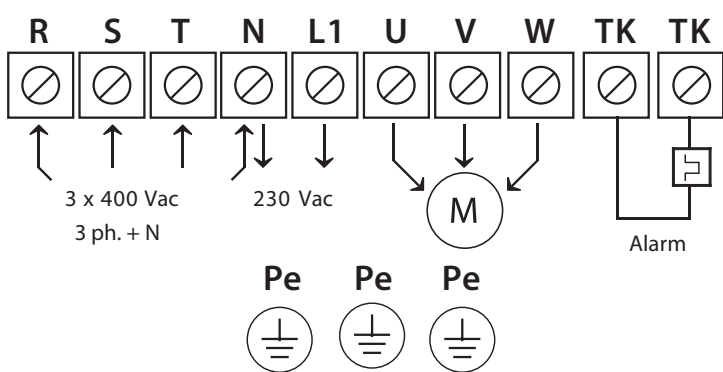 R S T N L1 U V W TK TK
3 x 400 Vac 230 Vac
3 ph. + N
M
Alarm
Pe Pe Pe